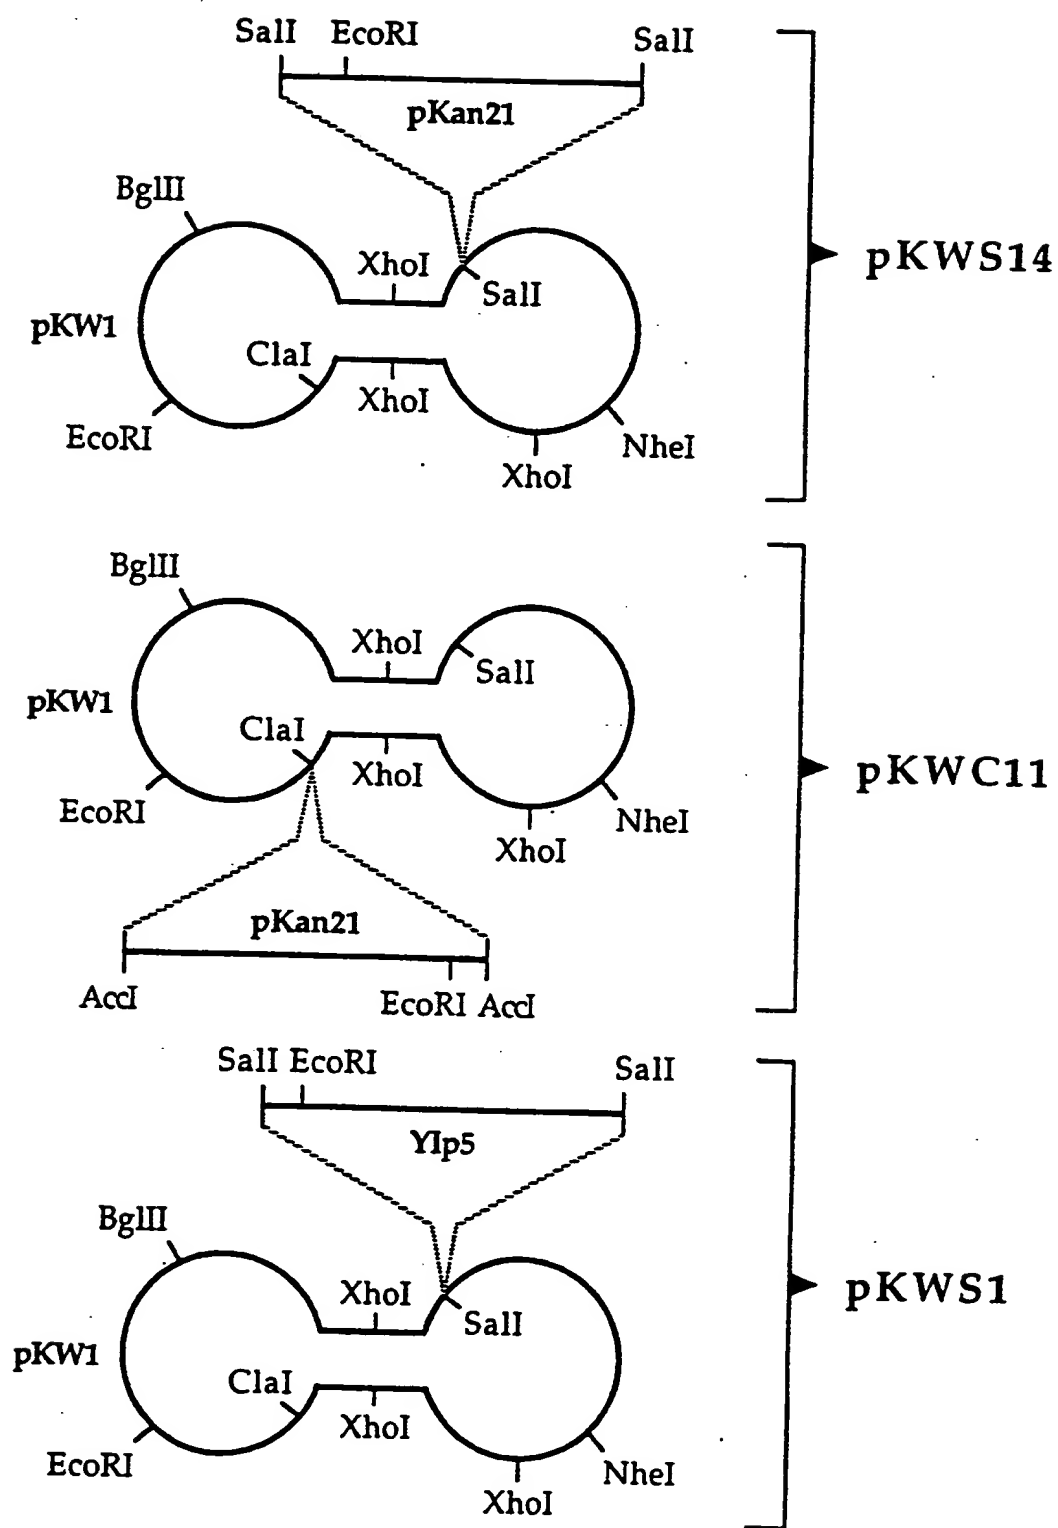 SalI EcoRI SalI
pKan21
BglII
XhoI
SalI
pKW1
ClaI
XhoI
EcoRI
NheI
XhoI
pKWS14
BglII
XhoI
SalI
pKW1
ClaI
XhoI
EcoRI
NheI
XhoI
pKan21
AccI EcoRI AccI
pKWC11
SalI EcoRI SalI
YIp5
BglII
XhoI
SalI
pKW1
ClaI
XhoI
EcoRI
NheI
XhoI
pKWS1